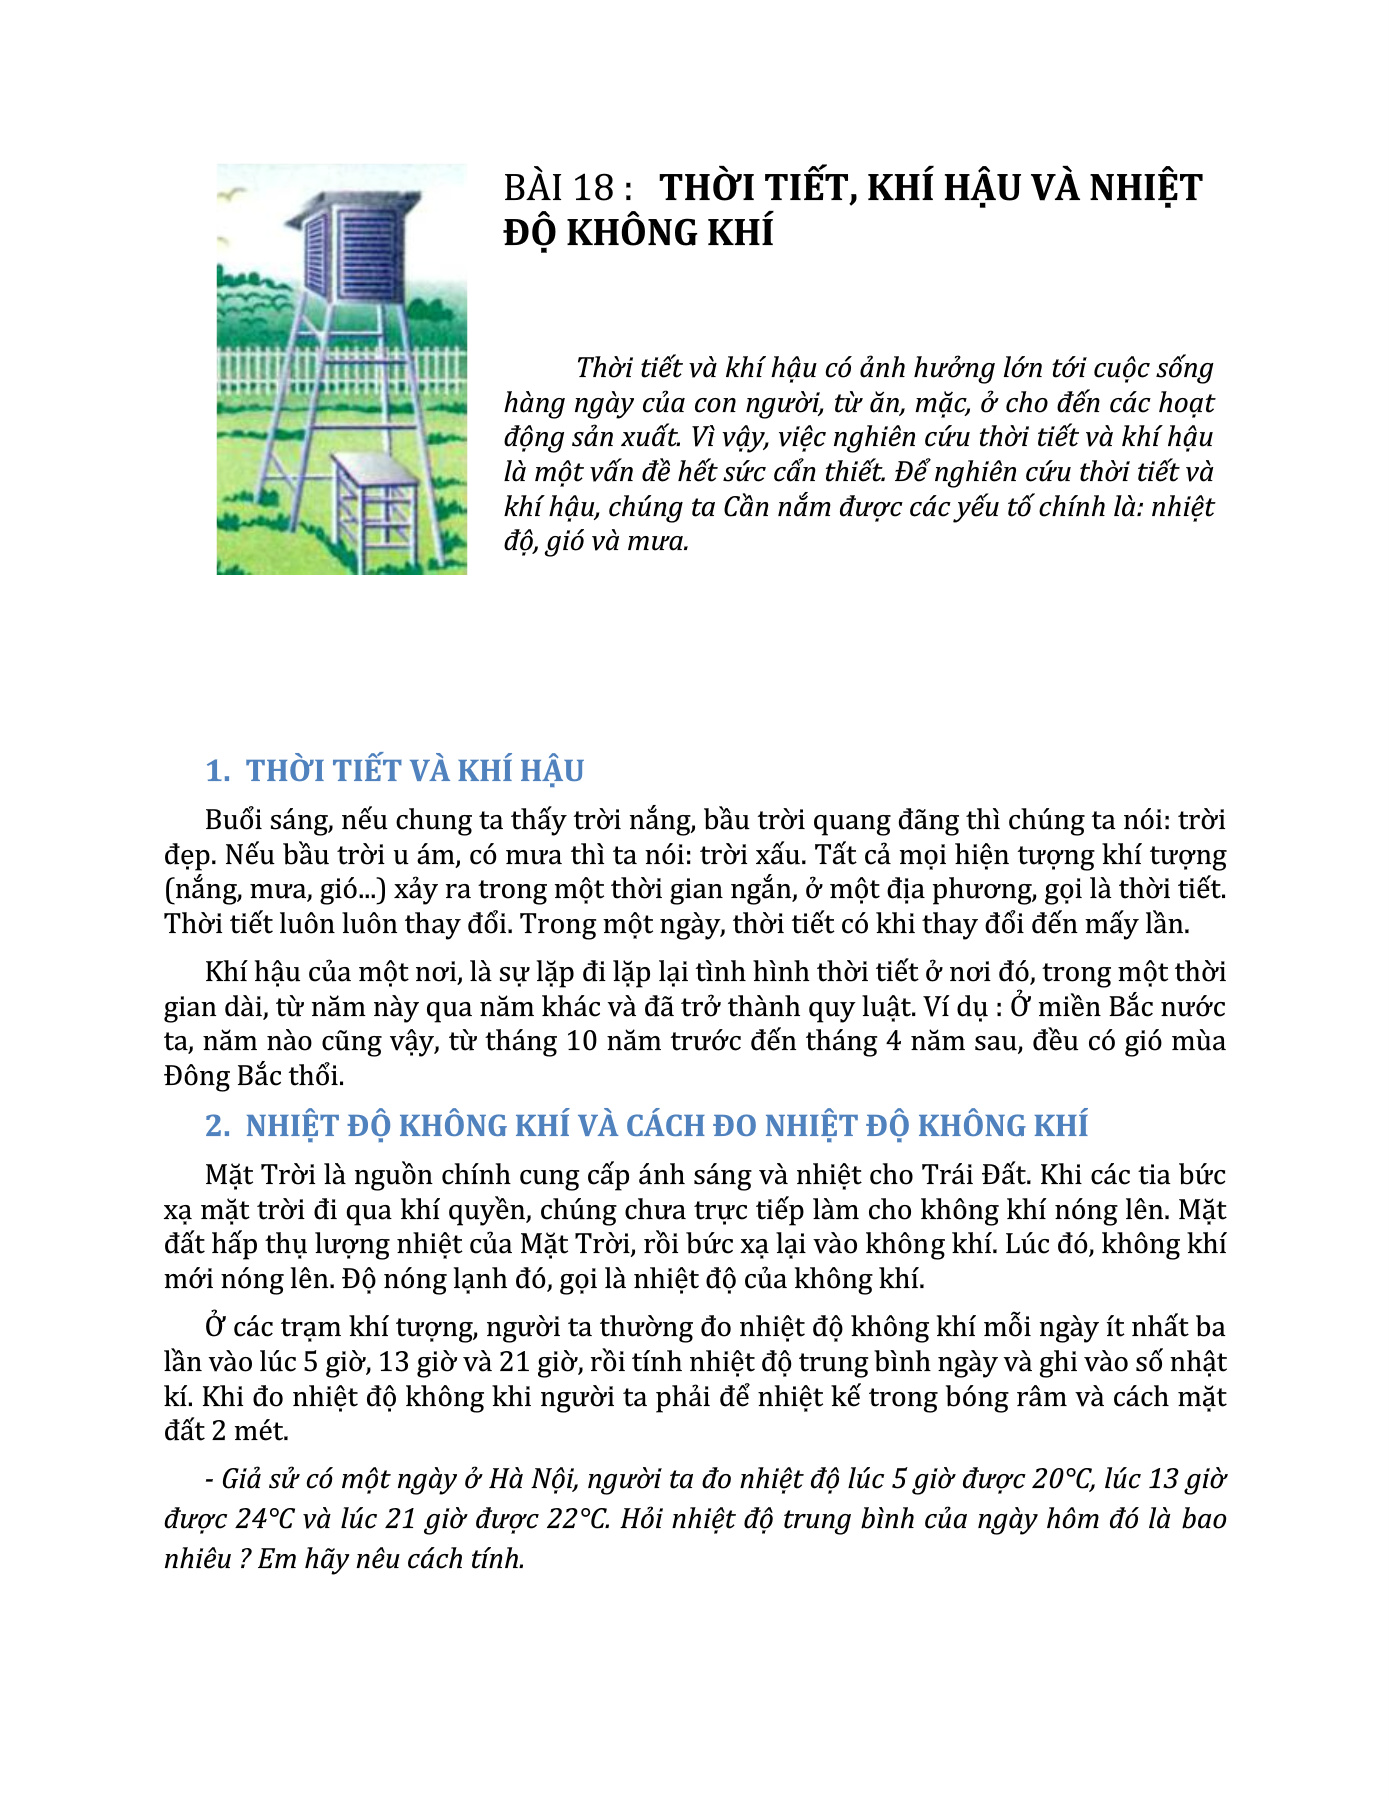 BÀI 18 : THỜI TIẾT, KHÍ HẬU VÀ NHIỆT
ĐỘ KHÔNG KHÍ
Thời tiết và khí hậu có ảnh hưởng lớn tới cuộc sống
hàng ngày của con người, từ ăn, mặc, ở cho đến các hoạt
động sản xuất. Vì vậy, việc nghiên cứu thời tiết và khí hậu
là một vấn đề hết sức cẩn thiết. Để nghiên cứu thời tiết và
khí hậu, chúng ta Cần nắm được các yếu tố chính là: nhiệt
độ, gió và mưa.
1. THỜI TIẾT VÀ KHÍ HẬU
Buổi sáng, nếu chung ta thấy trời nắng, bầu trời quang đãng thì chúng ta nói: trời
đẹp. Nếu bầu trời u ám, có mưa thì ta nói: trời xấu. Tất cả mọi hiện tượng khí tượng
(nắng, mưa, gió...) xảy ra trong một thời gian ngắn, ở một địa phương, gọi là thời tiết.
Thời tiết luôn luôn thay đổi. Trong một ngày, thời tiết có khi thay đổi đến mấy lần.
Khí hậu của một nơi, là sự lặp đi lặp lại tình hình thời tiết ở nơi đó, trong một thời
gian dài, từ năm này qua năm khác và đã trở thành quy luật. Ví dụ : Ở miền Bắc nước
ta, năm nào cũng vậy, từ tháng 10 năm trước đến tháng 4 năm sau, đều có gió mùa
Đông Bắc thổi.
2. NHIỆT ĐỘ KHÔNG KHÍ VÀ CÁCH ĐO NHIỆT ĐỘ KHÔNG KHÍ
Mặt Trời là nguồn chính cung cấp ánh sáng và nhiệt cho Trái Đất. Khi các tia bức
xạ mặt trời đi qua khí quyền, chúng chưa trực tiếp làm cho không khí nóng lên. Mặt
đất hấp thụ lượng nhiệt của Mặt Trời, rồi bức xạ lại vào không khí. Lúc đó, không khí
mới nóng lên. Độ nóng lạnh đó, gọi là nhiệt độ của không khí.
Ở các trạm khí tượng, người ta thường đo nhiệt độ không khí mỗi ngày ít nhất ba
lần vào lúc 5 giờ, 13 giờ và 21 giờ, rồi tính nhiệt độ trung bình ngày và ghi vào số nhật
kí. Khi đo nhiệt độ không khi người ta phải để nhiệt kế trong bóng râm và cách mặt
đất 2 mét.
- Giả sử có một ngày ở Hà Nội, người ta đo nhiệt độ lúc 5 giờ được 20°C, lúc 13 giờ
được 24°C và lúc 21 giờ được 22°C. Hỏi nhiệt độ trung bình của ngày hôm đó là bao
nhiêu ? Em hãy nêu cách tính.